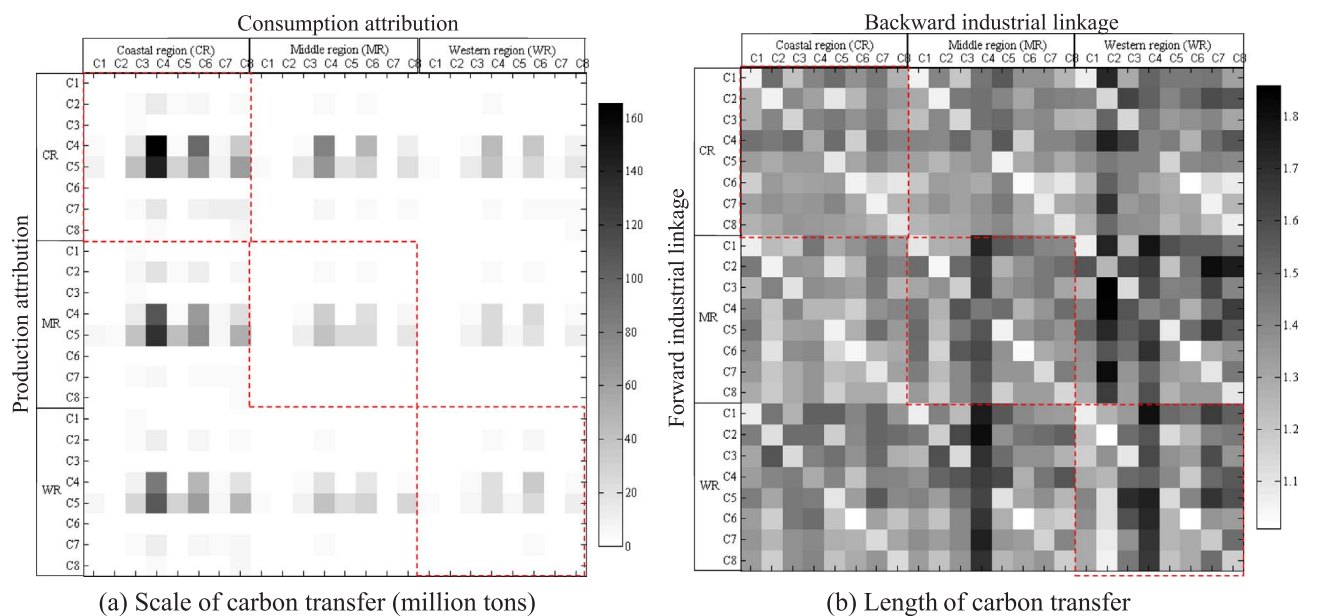 Consumption attribution
Coastal region (CR) Middle region (MR) Western region (WR)
C1 C2 C3 C4 C5 C6 C7 C8 C1 C2 C3 C4 C5 C6 C7 C8 C1 C2 C3 C4 C5 C6 C7 C8
Production attribution
CR
C1
C2
C3
C4
C5
C6
C7
C8
MR
C1
C2
C3
C4
C5
C6
C7
C8
WR
C1
C2
C3
C4
C5
C6
C7
C8
160
140
120
100
80
60
40
20
0
(a) Scale of carbon transfer (million tons)
Backward industrial linkage
Coastal region (CR) Middle region (MR) Western region (WR)
C1 C2 C3 C4 C5 C6 C7 C8 C1 C2 C3 C4 C5 C6 C7 C8 C1 C2 C3 C4 C5 C6 C7 C8
Forward industrial linkage
CR
C1
C2
C3
C4
C5
C6
C7
C8
MR
C1
C2
C3
C4
C5
C6
C7
C8
WR
C1
C2
C3
C4
C5
C6
C7
C8
1.8
1.7
1.6
1.5
1.4
1.3
1.2
1.1
(b) Length of carbon transfer